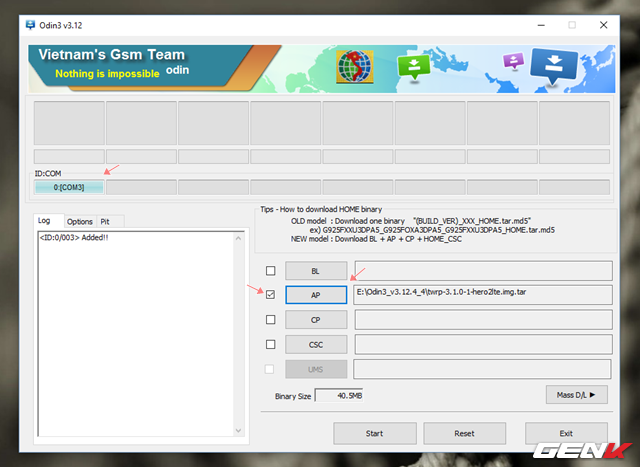 Odin3 v3.12
Vietnam's Gsm Team
Nothing is impossible odin
ID:COM
0:[COM3]
Log Options Pit
<ID:0/003> Added!!
Tips - How to download HOME binary
OLD model : Download one binary "(BUILD_VER)_XXX_HOME.tar.md5"
ex) G925FXXU3DPA5_G925FOXA3DPA5_G925FXXU3DPA5_HOME.tar.md5
NEW model : Download BL + AP + CP + HOME_CSC
BL
AP E:\Odin3_v3.12.4_4\twrp-3.1.0-1-hero2lte.img.tar
CP
CSC
UMS
Binary Size 40.5MB Mass D/L ►
Start Reset Exit
GENK